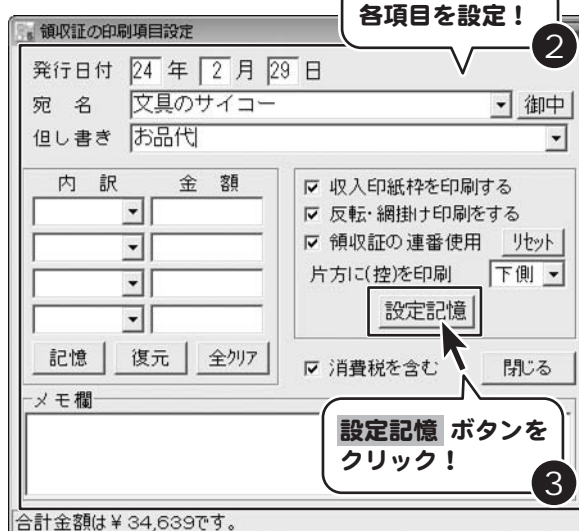 各項目を設定！
2
領収証の印刷項目設定
発行日付 24 年 2 月 29 日
宛 名 文具のサイコー 御中
但し書き お品代
内 訳 金 額
収入印紙枠を印刷する
反転・網掛け印刷をする
領収証の連番使用 リセット
片方に(控)を印刷 下側
設定記憶
記憶 復元 全クリア
消費税を含む 閉じる
メモ欄
設定記憶 ボタンを
クリック！
3
合計金額は¥ 34,639です。